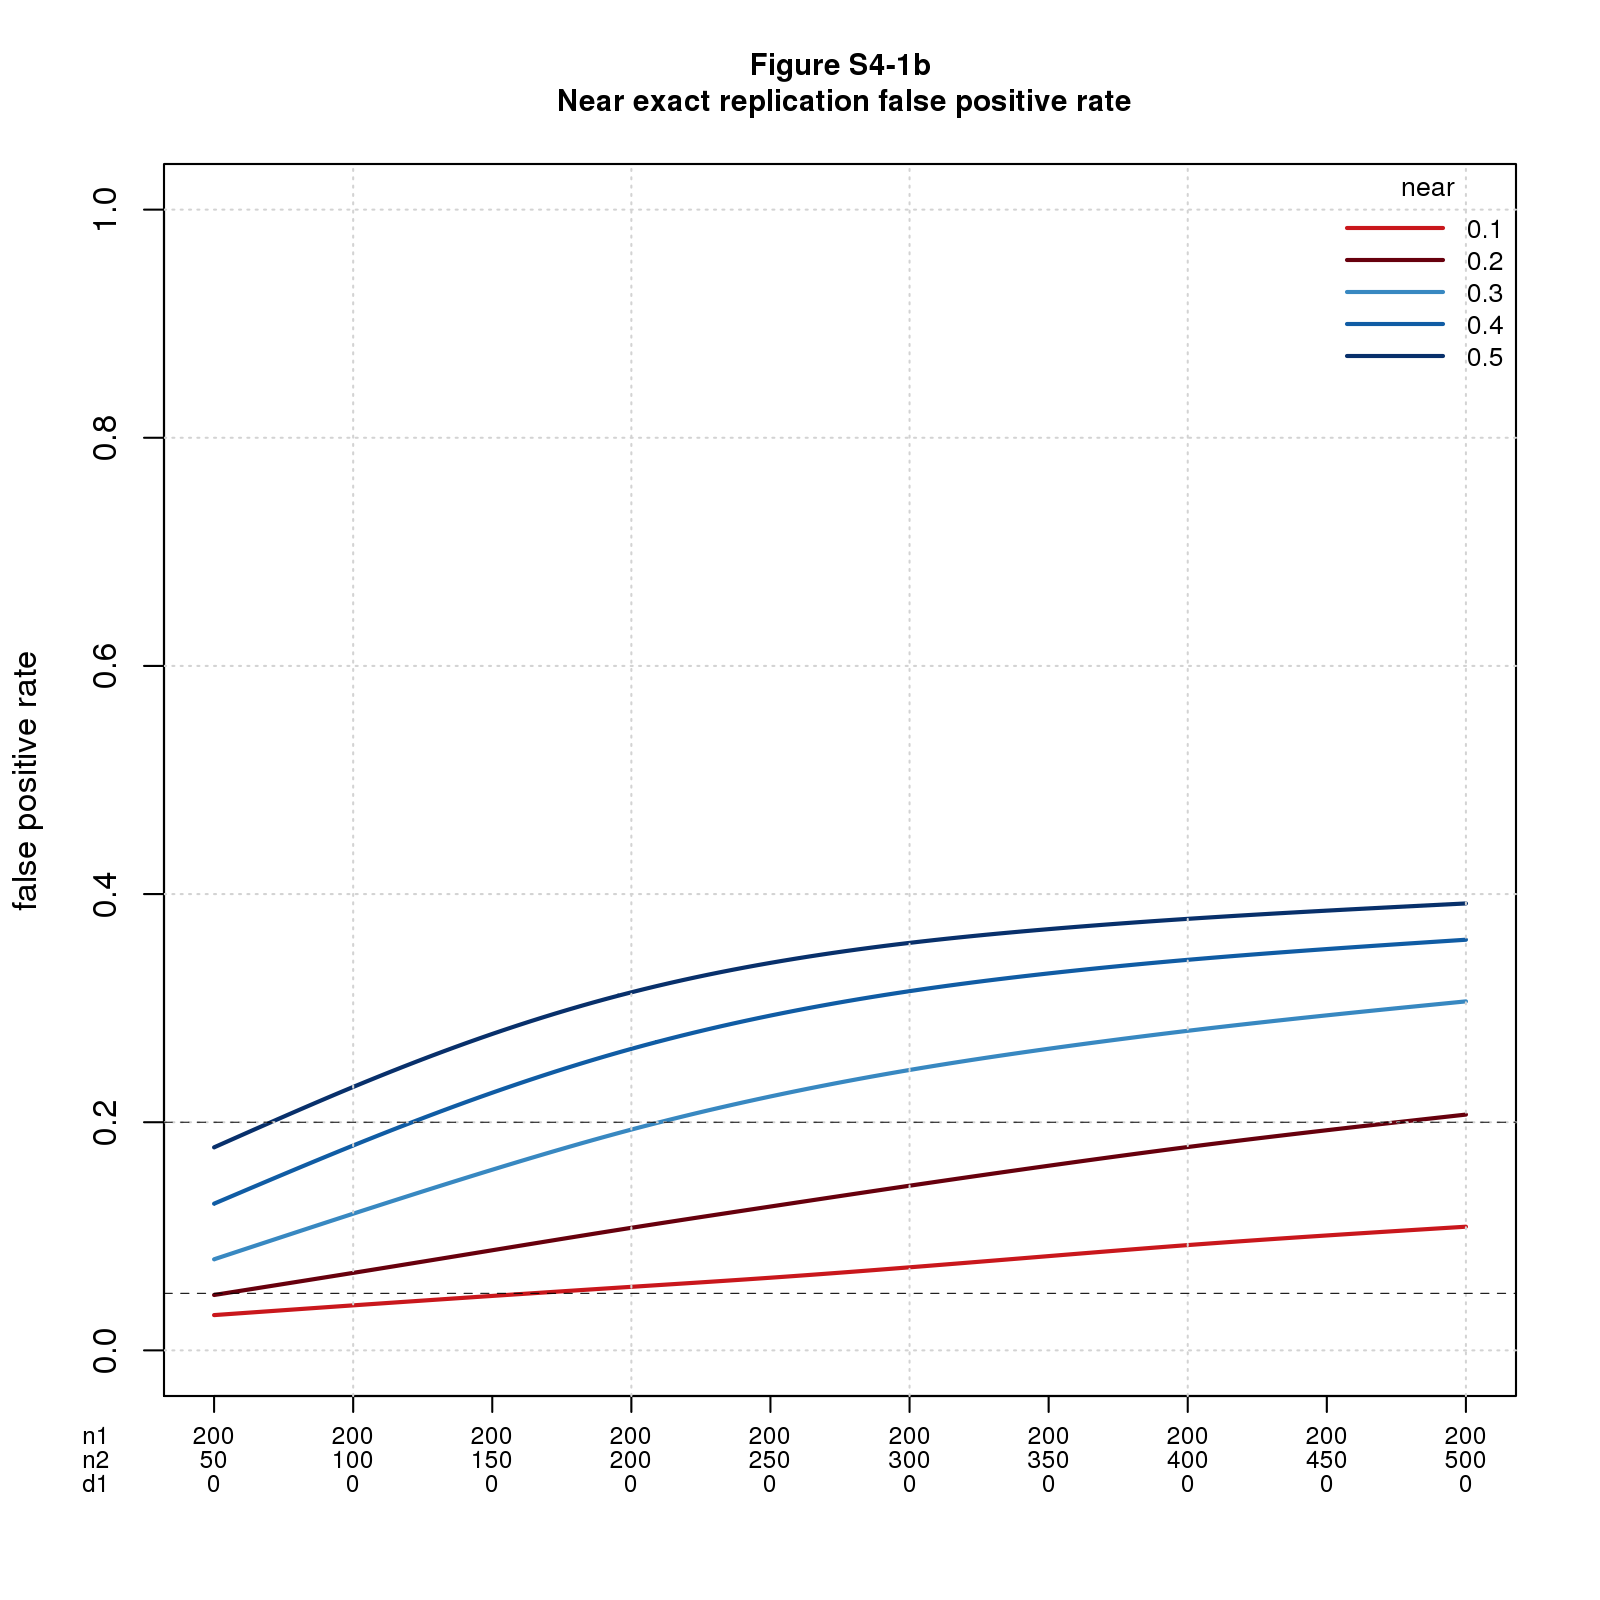 Figure S4-1b
Near exact replication false positive rate
near
0.1
0.2
0.3
0.4
0.5
false positive rate
1.0
0.8
0.6
0.4
0.2
0.0
n1 200 200 200 200 200 200 200 200 200 200
n2 50 100 150 200 250 300 350 400 450 500
d1 0 0 0 0 0 0 0 0 0 0